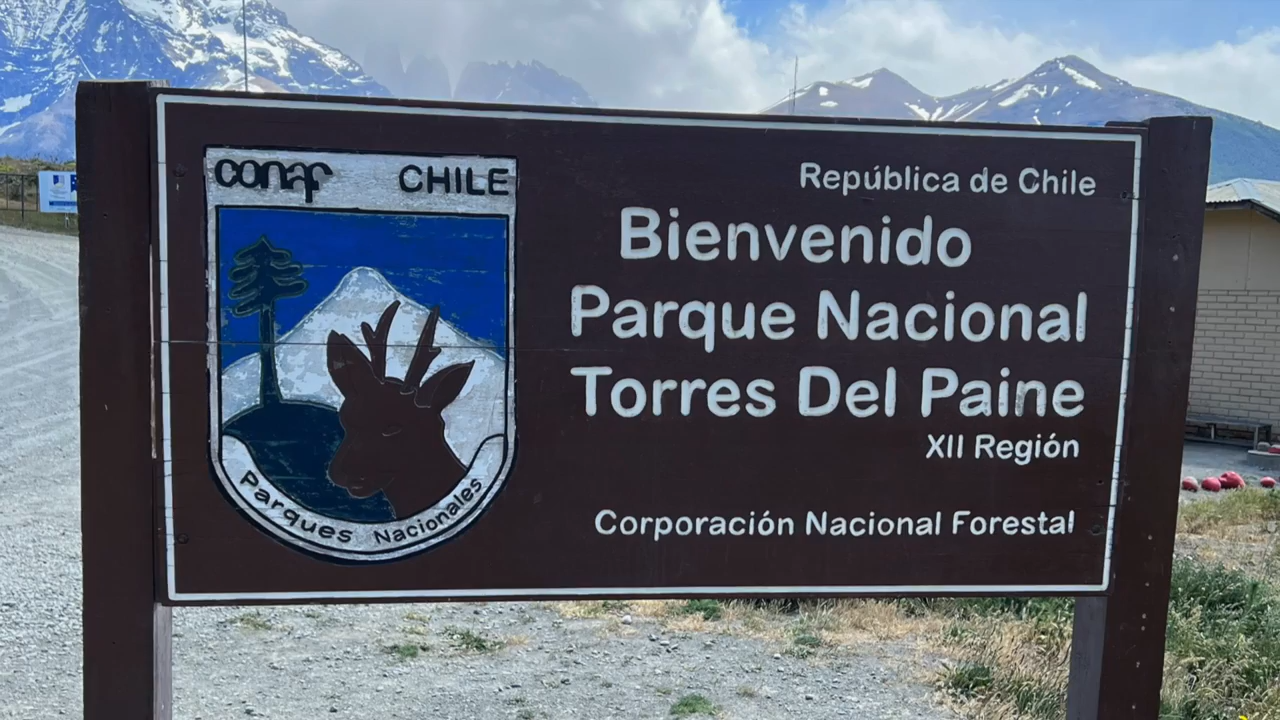 conaf CHILE
Parques Nacionales
República de Chile
Bienvenido
Parque Nacional
Torres Del Paine
XII Región
Corporación Nacional Forestal